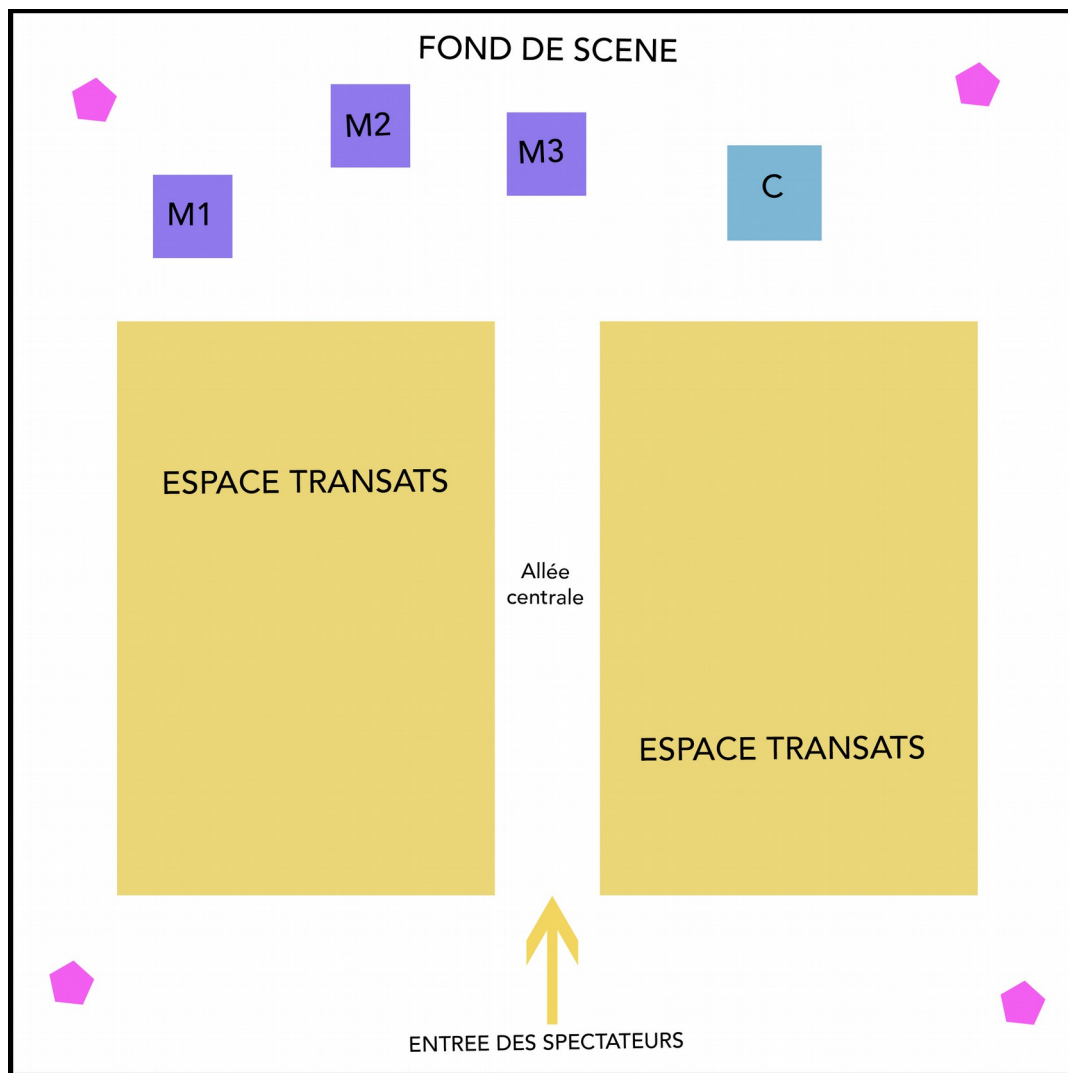 FOND DE SCENE
M2
M3
C
M1
ESPACE TRANSATS
Allée
centrale
ESPACE TRANSATS
ENTREE DES SPECTATEURS